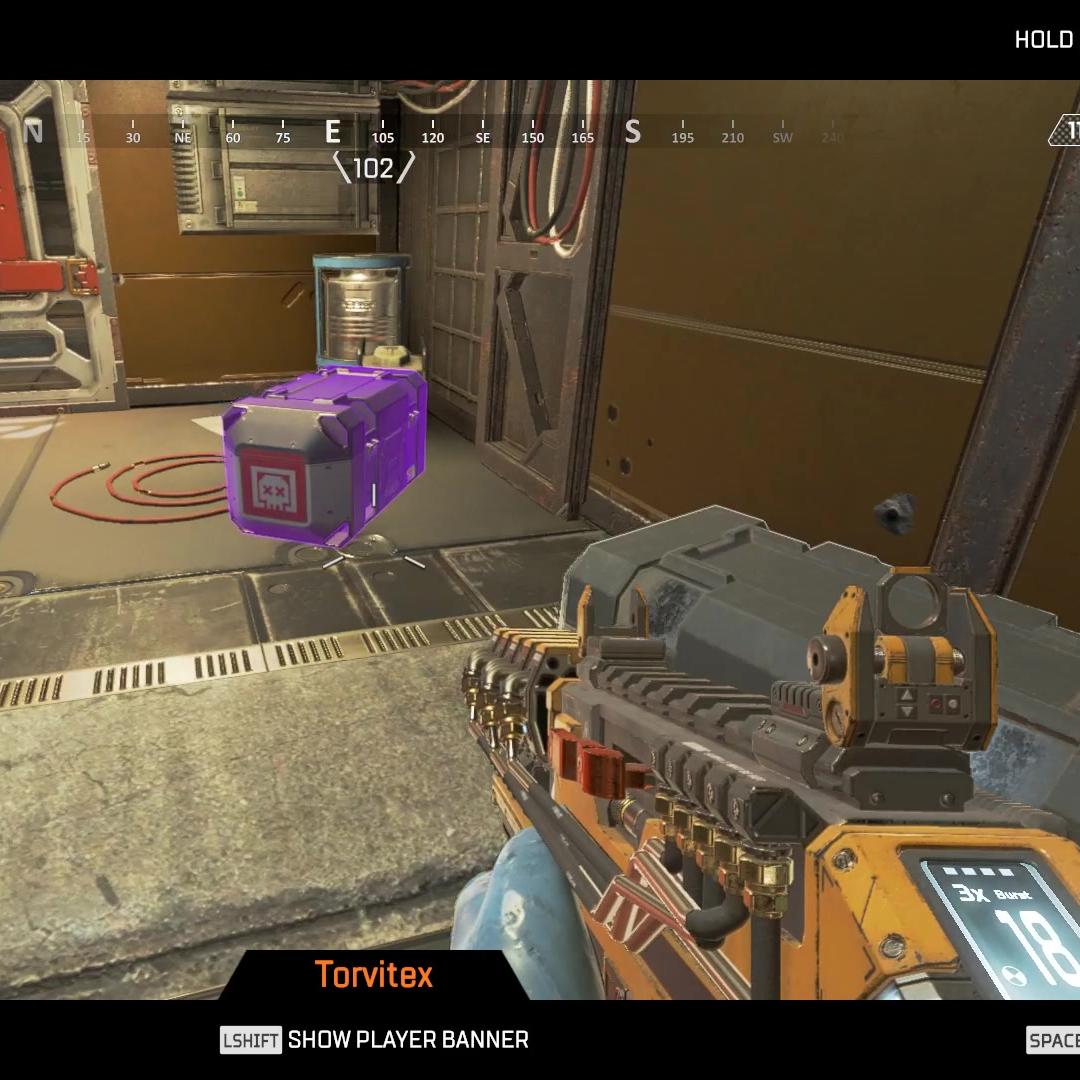 HOLD
N 15 30 NE 60 75 E 105 120 SE 150 165 S 195 210 SW 240
102
3x Burst
18
Torvitex
LSHIFT SHOW PLAYER BANNER
SPACE